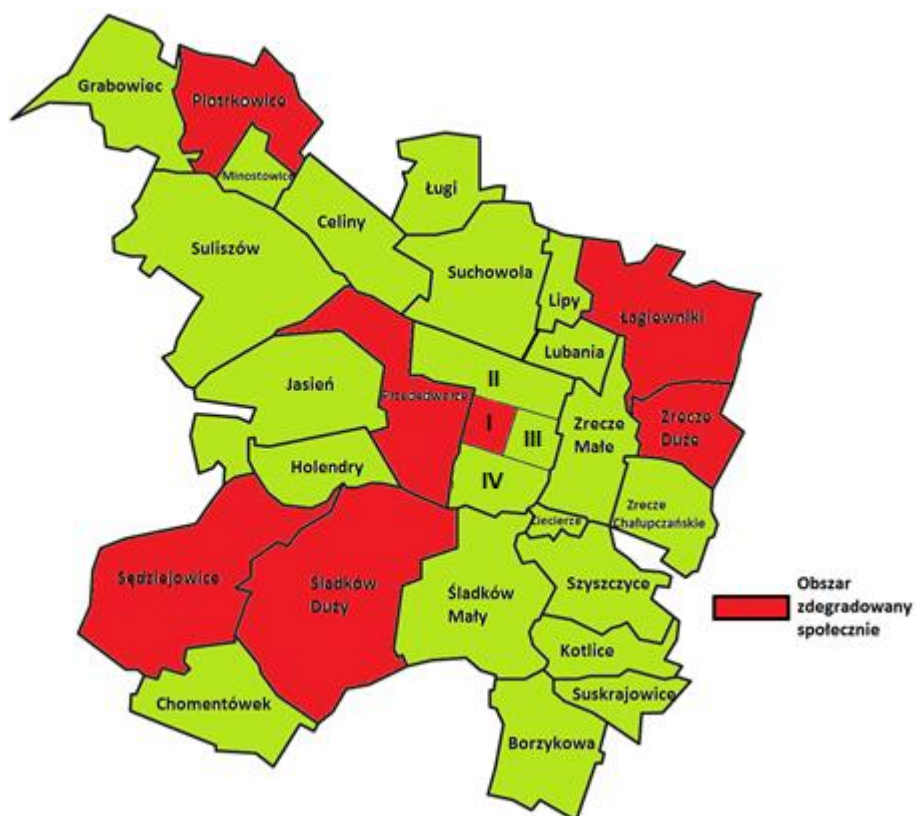 Grabowiec
Piotrkowice
Minostowice
Ługi
Celiny
Suliszów
Suchowola
Lipy
Łagiewniki
Lubania
II
Jasień
Przededworze
I
III
Zrecze
Małe
Zrecze
Duże
Holendry
IV
Zrecze
Chałupczańskie
Ziecierze
Sędziejowice
Śladków
Duży
Śladków
Mały
Szyszczyce
Obszar
zdegradowany
społecznie
Kotlice
Suskrajowice
Chomentówek
Borzykowa